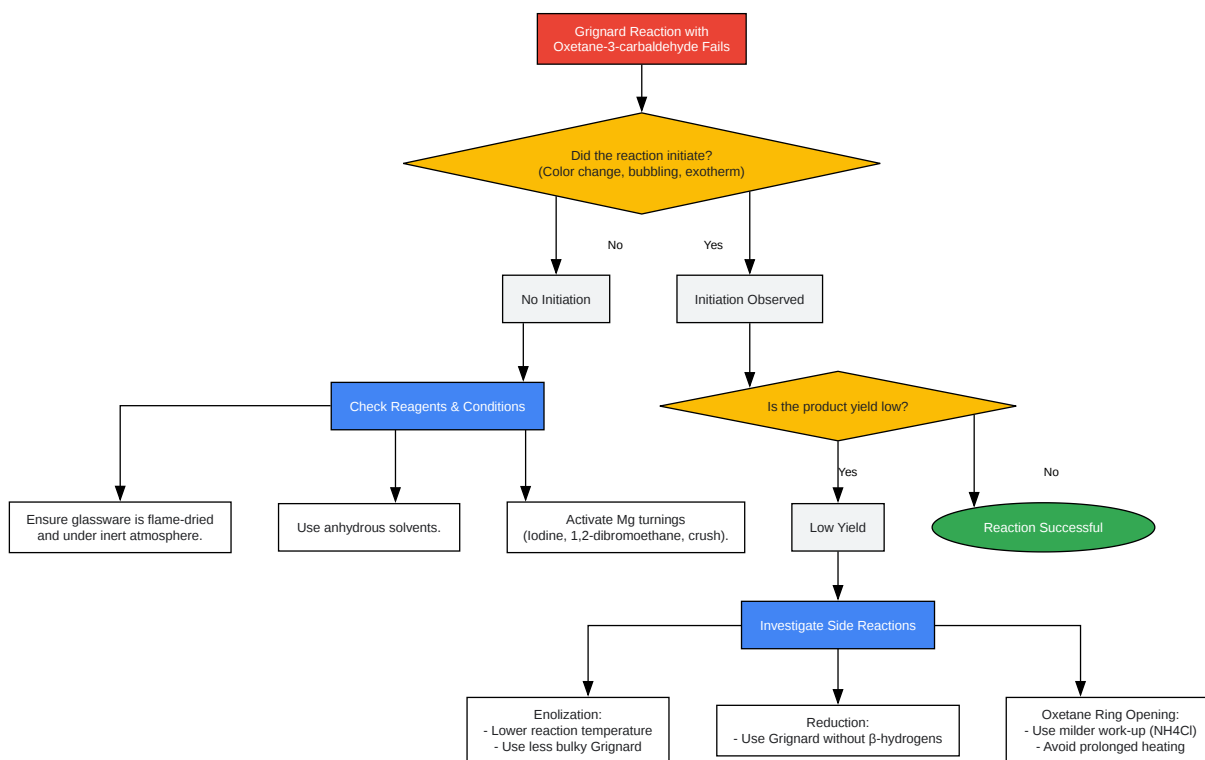 Grignard Reaction with
Oxetane-3-carbaldehyde Fails
Did the reaction initiate?
(Color change, bubbling, exotherm)
No
Yes
No Initiation
Initiation Observed
Check Reagents & Conditions
Is the product yield low?
Yes
No
Ensure glassware is flame-dried
and under inert atmosphere.
Use anhydrous solvents.
Activate Mg turnings
(Iodine, 1,2-dibromoethane, crush).
Low Yield
Reaction Successful
Investigate Side Reactions
Enolization:
- Lower reaction temperature
- Use less bulky Grignard
Reduction:
- Use Grignard without β-hydrogens
Oxetane Ring Opening:
- Use milder work-up (NH4Cl)
- Avoid prolonged heating